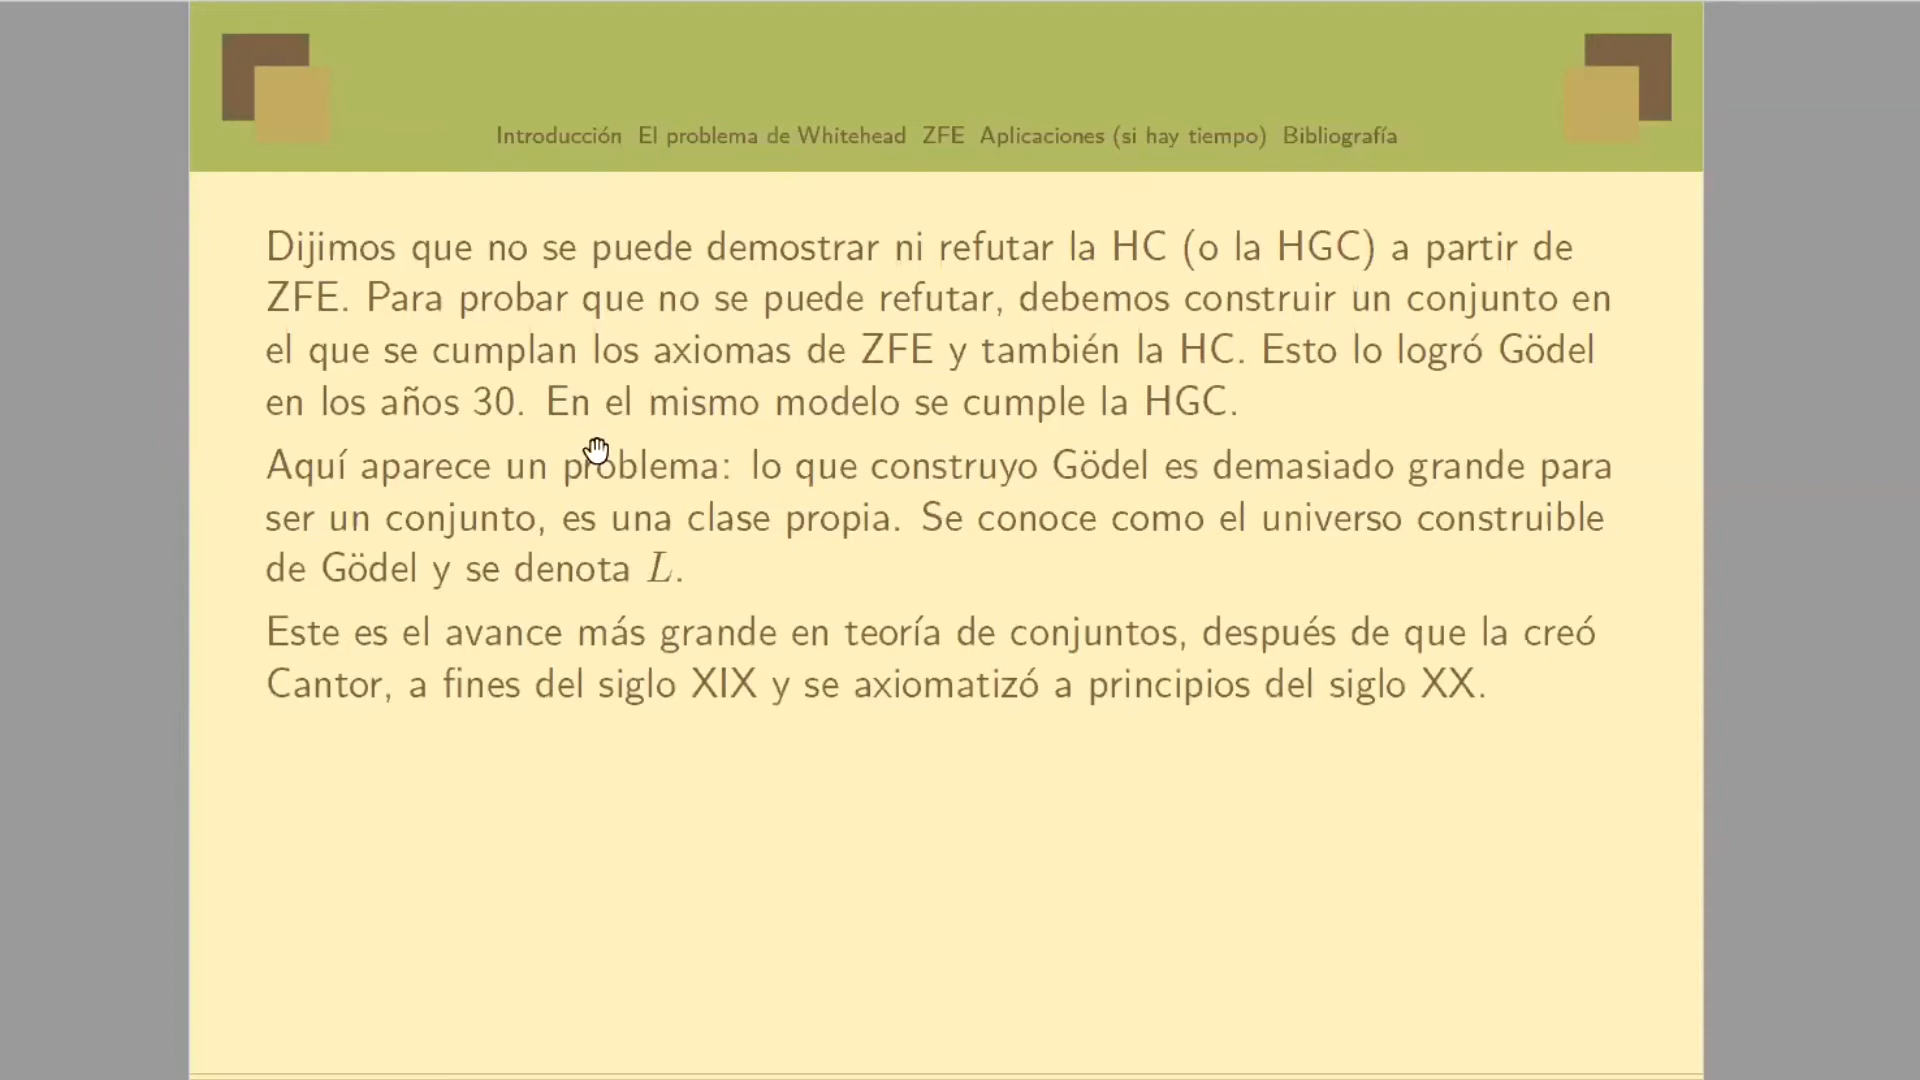 Introducción El problema de Whitehead ZFE Aplicaciones (si hay tiempo) Bibliografía
Dijimos que no se puede demostrar ni refutar la HC (o la HGC) a partir de
ZFE. Para probar que no se puede refutar, debemos construir un conjunto en
el que se cumplan los axiomas de ZFE y también la HC. Esto lo logró Gödel
en los años 30. En el mismo modelo se cumple la HGC.
Aquí aparece un problema: lo que construyo Gödel es demasiado grande para
ser un conjunto, es una clase propia. Se conoce como el universo construible
de Gödel y se denota L.
Este es el avance más grande en teoría de conjuntos, después de que la creó
Cantor, a fines del siglo XIX y se axiomatizó a principios del siglo XX.